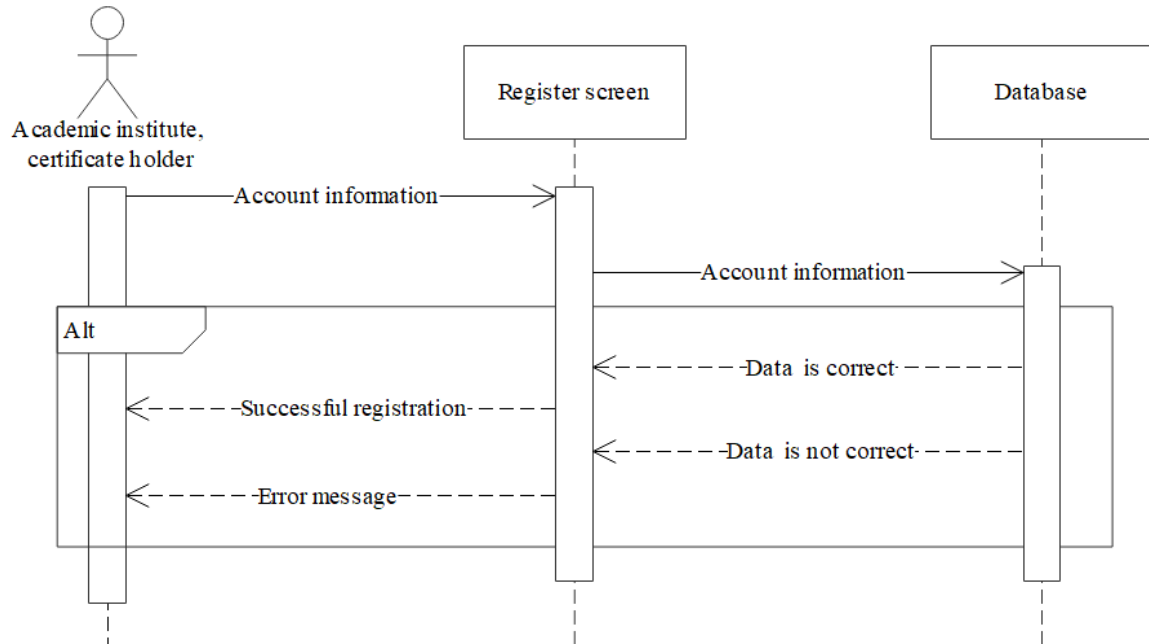 Academic institute,
certificate holder
Register screen
Database
Account information
Account information
Alt
Data is correct
Successful registration
Data is not correct
Error message